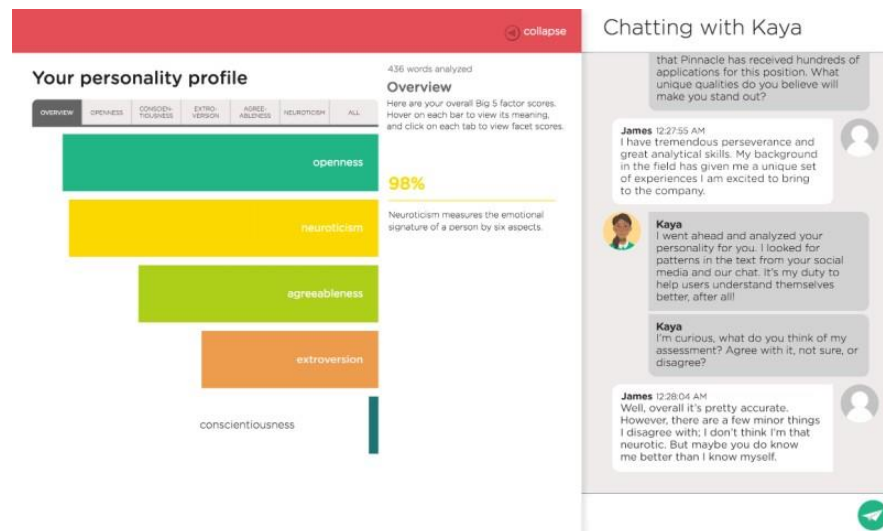 collapse
Your personality profile
OVERVIEW
OPENNESS
CONSCIEN-
TIOUSNESS
EXTRO-
VERSION
AGREE-
ABLENESS
NEUROTICISM
ALL
openness
neuroticism
agreeableness
extroversion
conscientiousness
436 words analyzed
Overview
Here are your overall Big 5 factor scores.
Hover on each bar to view its meaning,
and click on each tab to view facet scores.
98%
Neuroticism measures the emotional
signature of a person by six aspects.
Chatting with Kaya
that Pinnacle has received hundreds of
applications for this position. What
unique qualities do you believe will
make you stand out?
James 12:27:55 AM
I have tremendous perseverance and
great analytical skills. My background
in the field has given me a unique set
of experiences I am excited to bring
to the company.
Kaya
I went ahead and analyzed your
personality for you. I looked for
patterns in the text from your social
media and our chat. It's my duty to
help users understand themselves
better, after all!
Kaya
I'm curious, what do you think of my
assessment? Agree with it, not sure, or
disagree?
James 12:28:04 AM
Well, overall it's pretty accurate.
However, there are a few minor things
I disagree with; I don't think I'm that
neurotic. But maybe you do know
me better than I know myself.